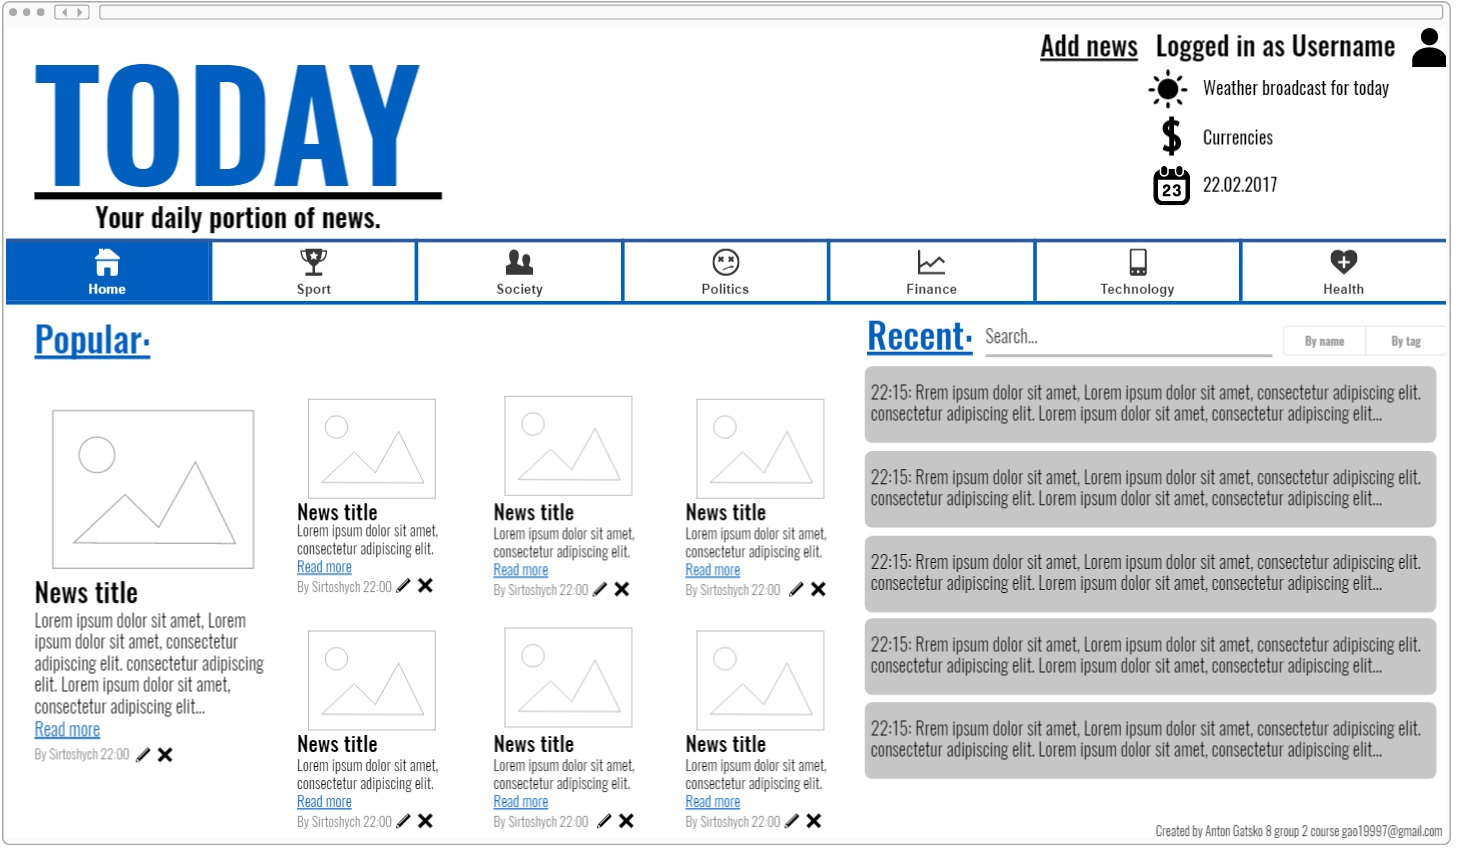 Add news Logged in as Username
TODAY
Your daily portion of news.
Weather broadcast for today
Currencies
23 22.02.2017
Home Sport Society Politics Finance Technology Health
Popular:
News title
Lorem ipsum dolor sit amet, Lorem
ipsum dolor sit amet, consectetur
adipiscing elit. consectetur adipiscing
elit. Lorem ipsum dolor sit amet,
consectetur adipiscing elit...
Read more
By Sirtoshych 22:00
News title
Lorem ipsum dolor sit amet,
consectetur adipiscing elit.
Read more
By Sirtoshych 22:00
News title
Lorem ipsum dolor sit amet,
consectetur adipiscing elit.
Read more
By Sirtoshych 22:00
News title
Lorem ipsum dolor sit amet,
consectetur adipiscing elit.
Read more
By Sirtoshych 22:00
News title
Lorem ipsum dolor sit amet,
consectetur adipiscing elit.
Read more
By Sirtoshych 22:00
News title
Lorem ipsum dolor sit amet,
consectetur adipiscing elit.
Read more
By Sirtoshych 22:00
News title
Lorem ipsum dolor sit amet,
consectetur adipiscing elit.
Read more
By Sirtoshych 22:00
Recent: Search... By name By tag
22:15: Rrem ipsum dolor sit amet, Lorem ipsum dolor sit amet, consectetur adipiscing elit.
consectetur adipiscing elit. Lorem ipsum dolor sit amet, consectetur adipiscing elit...
22:15: Rrem ipsum dolor sit amet, Lorem ipsum dolor sit amet, consectetur adipiscing elit.
consectetur adipiscing elit. Lorem ipsum dolor sit amet, consectetur adipiscing elit...
22:15: Rrem ipsum dolor sit amet, Lorem ipsum dolor sit amet, consectetur adipiscing elit.
consectetur adipiscing elit. Lorem ipsum dolor sit amet, consectetur adipiscing elit...
22:15: Rrem ipsum dolor sit amet, Lorem ipsum dolor sit amet, consectetur adipiscing elit.
consectetur adipiscing elit. Lorem ipsum dolor sit amet, consectetur adipiscing elit...
22:15: Rrem ipsum dolor sit amet, Lorem ipsum dolor sit amet, consectetur adipiscing elit.
consectetur adipiscing elit. Lorem ipsum dolor sit amet, consectetur adipiscing elit...
Created by Anton Gatsko 8 group 2 course gao19997@gmail.com